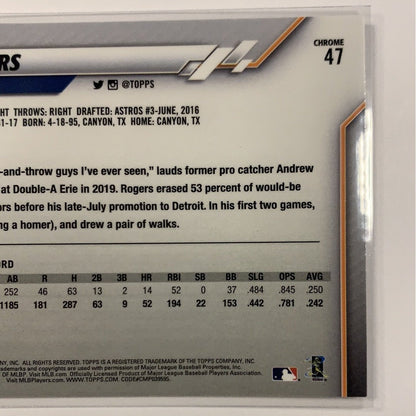 CHROME
47
RS
@TOPPS
HT THROWS: RIGHT DRAFTED: ASTROS #3-JUNE, 2016
1-17 BORN: 4-18-95, CANYON, TX HOME: CANYON, TX
-and-throw guys I've ever seen," lauds former pro catcher Andrew
at Double-A Erie in 2019. Rogers erased 53 percent of would-be
ors before his late-July promotion to Detroit. In his first two games,
ng a homer), and drew a pair of walks.
ORD
AB R H 2B 3B HR RBI SB BB SLG OPS AVG
252 46 63 13 2 14 52 0 37 .484 .845 .250
1185 181 287 63 9 52 194 22 153 .442 .781 .242
NY, INC. ALL RIGHTS RESERVED. TOPPS IS A REGISTERED TRADEMARK OF THE TOPPS COMPANY, INC.
trademarks and copyrights are used with permission of Major League Baseball Properties, Inc.
of MLBP. Visit MLB.com. Officially Licensed Product of Major League Baseball Players Association.
Visit MLBPlayers.com. WWW.TOPPS.COM. CODE#CMP039595.